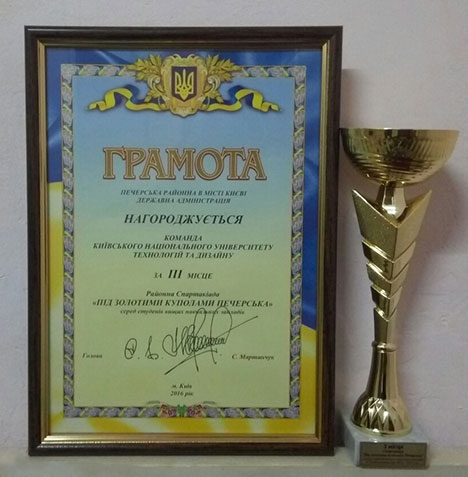 ГРАМОТА
ПЕЧЕРСЬКА РАЙОННА В МІСТІ КИЄВІ
ДЕРЖАВНА АДМІНІСТРАЦІЯ
НАГОРОДЖУЄТЬСЯ
КОМАНДА
КИЇВСЬКОГО НАЦІОНАЛЬНОГО УНІВЕРСИТЕТУ
ТЕХНОЛОГІЙ ТА ДИЗАЙНУ
ЗА III МІСЦЕ
Районна Спартакіада
«ПІД ЗОЛОТИМИ КУПОЛАМИ ПЕЧЕРСЬКА»
серед студентів вищих навчальних закладів
Голова С. Мартинчук
м. Київ
2016 рік